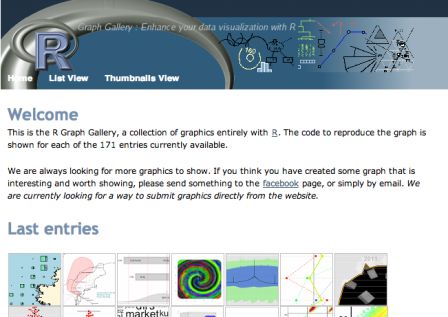 Graph Gallery : Enhance your data visualization with R
R
Home List View Thumbnails View
Welcome
This is the R Graph Gallery, a collection of graphics entirely with R. The code to reproduce the graph is
shown for each of the 171 entries currently available.
We are always looking for more graphics to show. If you think you have created some graph that is
interesting and worth showing, please send something to the facebook page, or simply by email. We
are currently looking for a way to submit graphics directly from the website.
Last entries
2011